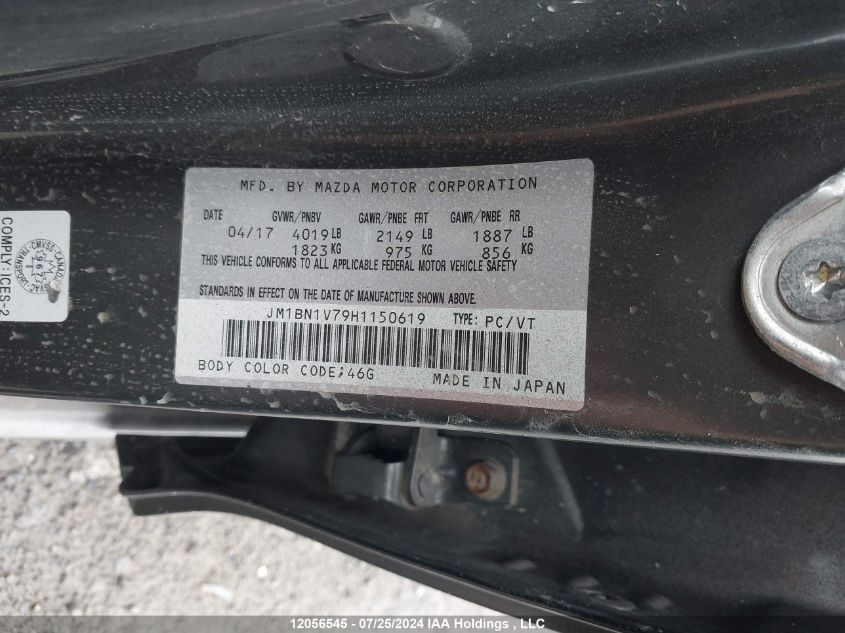 MFD. BY MAZDA MOTOR CORPORATION
DATE GVWR/PNBV GAWR/PNBE FRT GAWR/PNBE RR
04/17 4019 LB 2149 LB 1887 LB
1823 KG 975 KG 856 KG
THIS VEHICLE CONFORMS TO ALL APPLICABLE FEDERAL MOTOR VEHICLE SAFETY
STANDARDS IN EFFECT ON THE DATE OF MANUFACTURE SHOWN ABOVE.
JM1BN1V79H1150619 TYPE: PC/VT
BODY COLOR CODE;46G MADE IN JAPAN
COMPLY: ICES-2
TRANSPORT
CMVSS
CANADA
12056545 - 07/25/2024 IAA Holdings, LLC